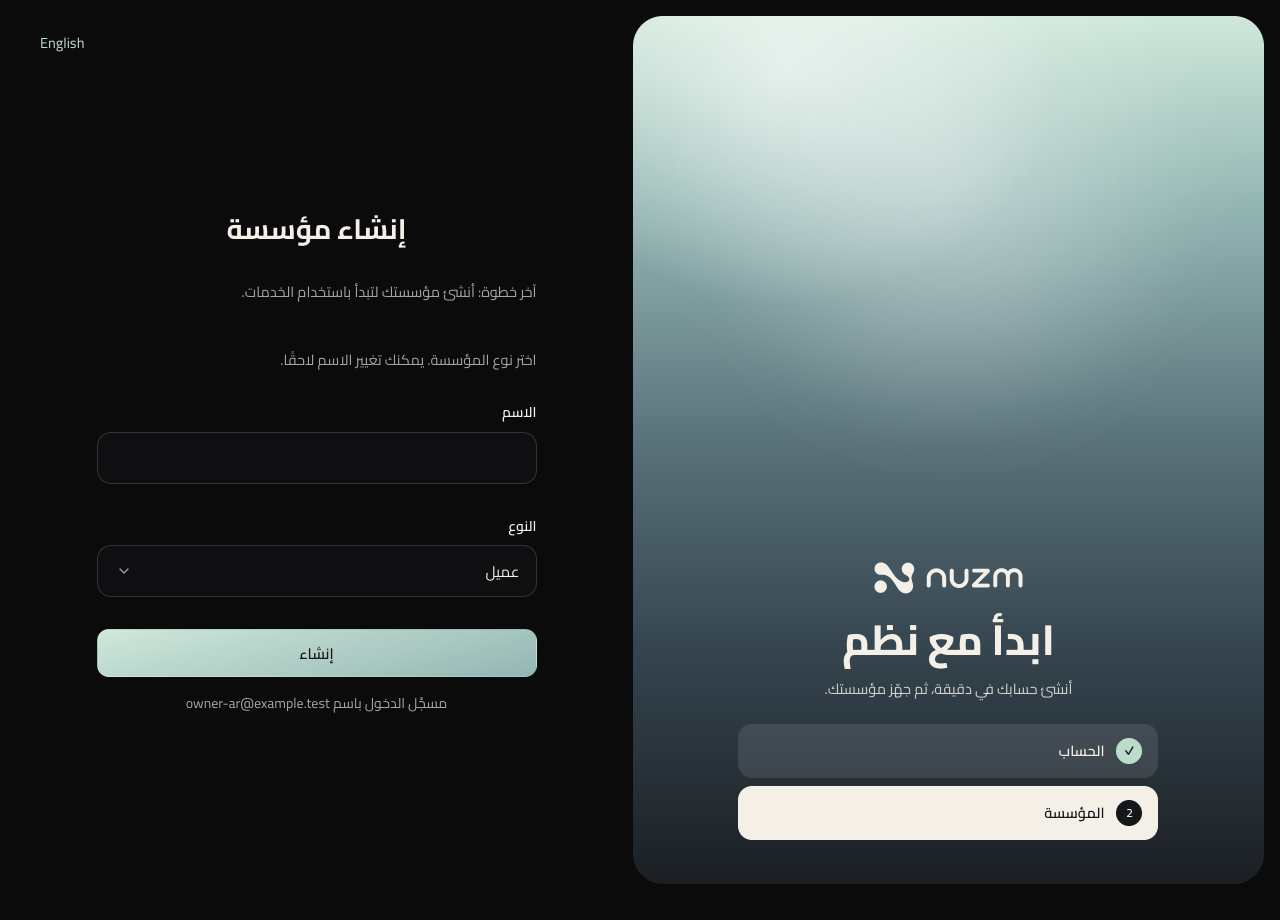 English
إنشاء مؤسسة
آخر خطوة: أنشئ مؤسستك لتبدأ باستخدام الخدمات.
اختر نوع المؤسسة. يمكنك تغيير الاسم لاحقًا.
الاسم
النوع
عميل
إنشاء
مسجَّل الدخول باسم owner-ar@example.test
nuzm
ابدأ مع نظم
أنشئ حسابك في دقيقة، ثم جهّز مؤسستك.
الحساب
2 المؤسسة